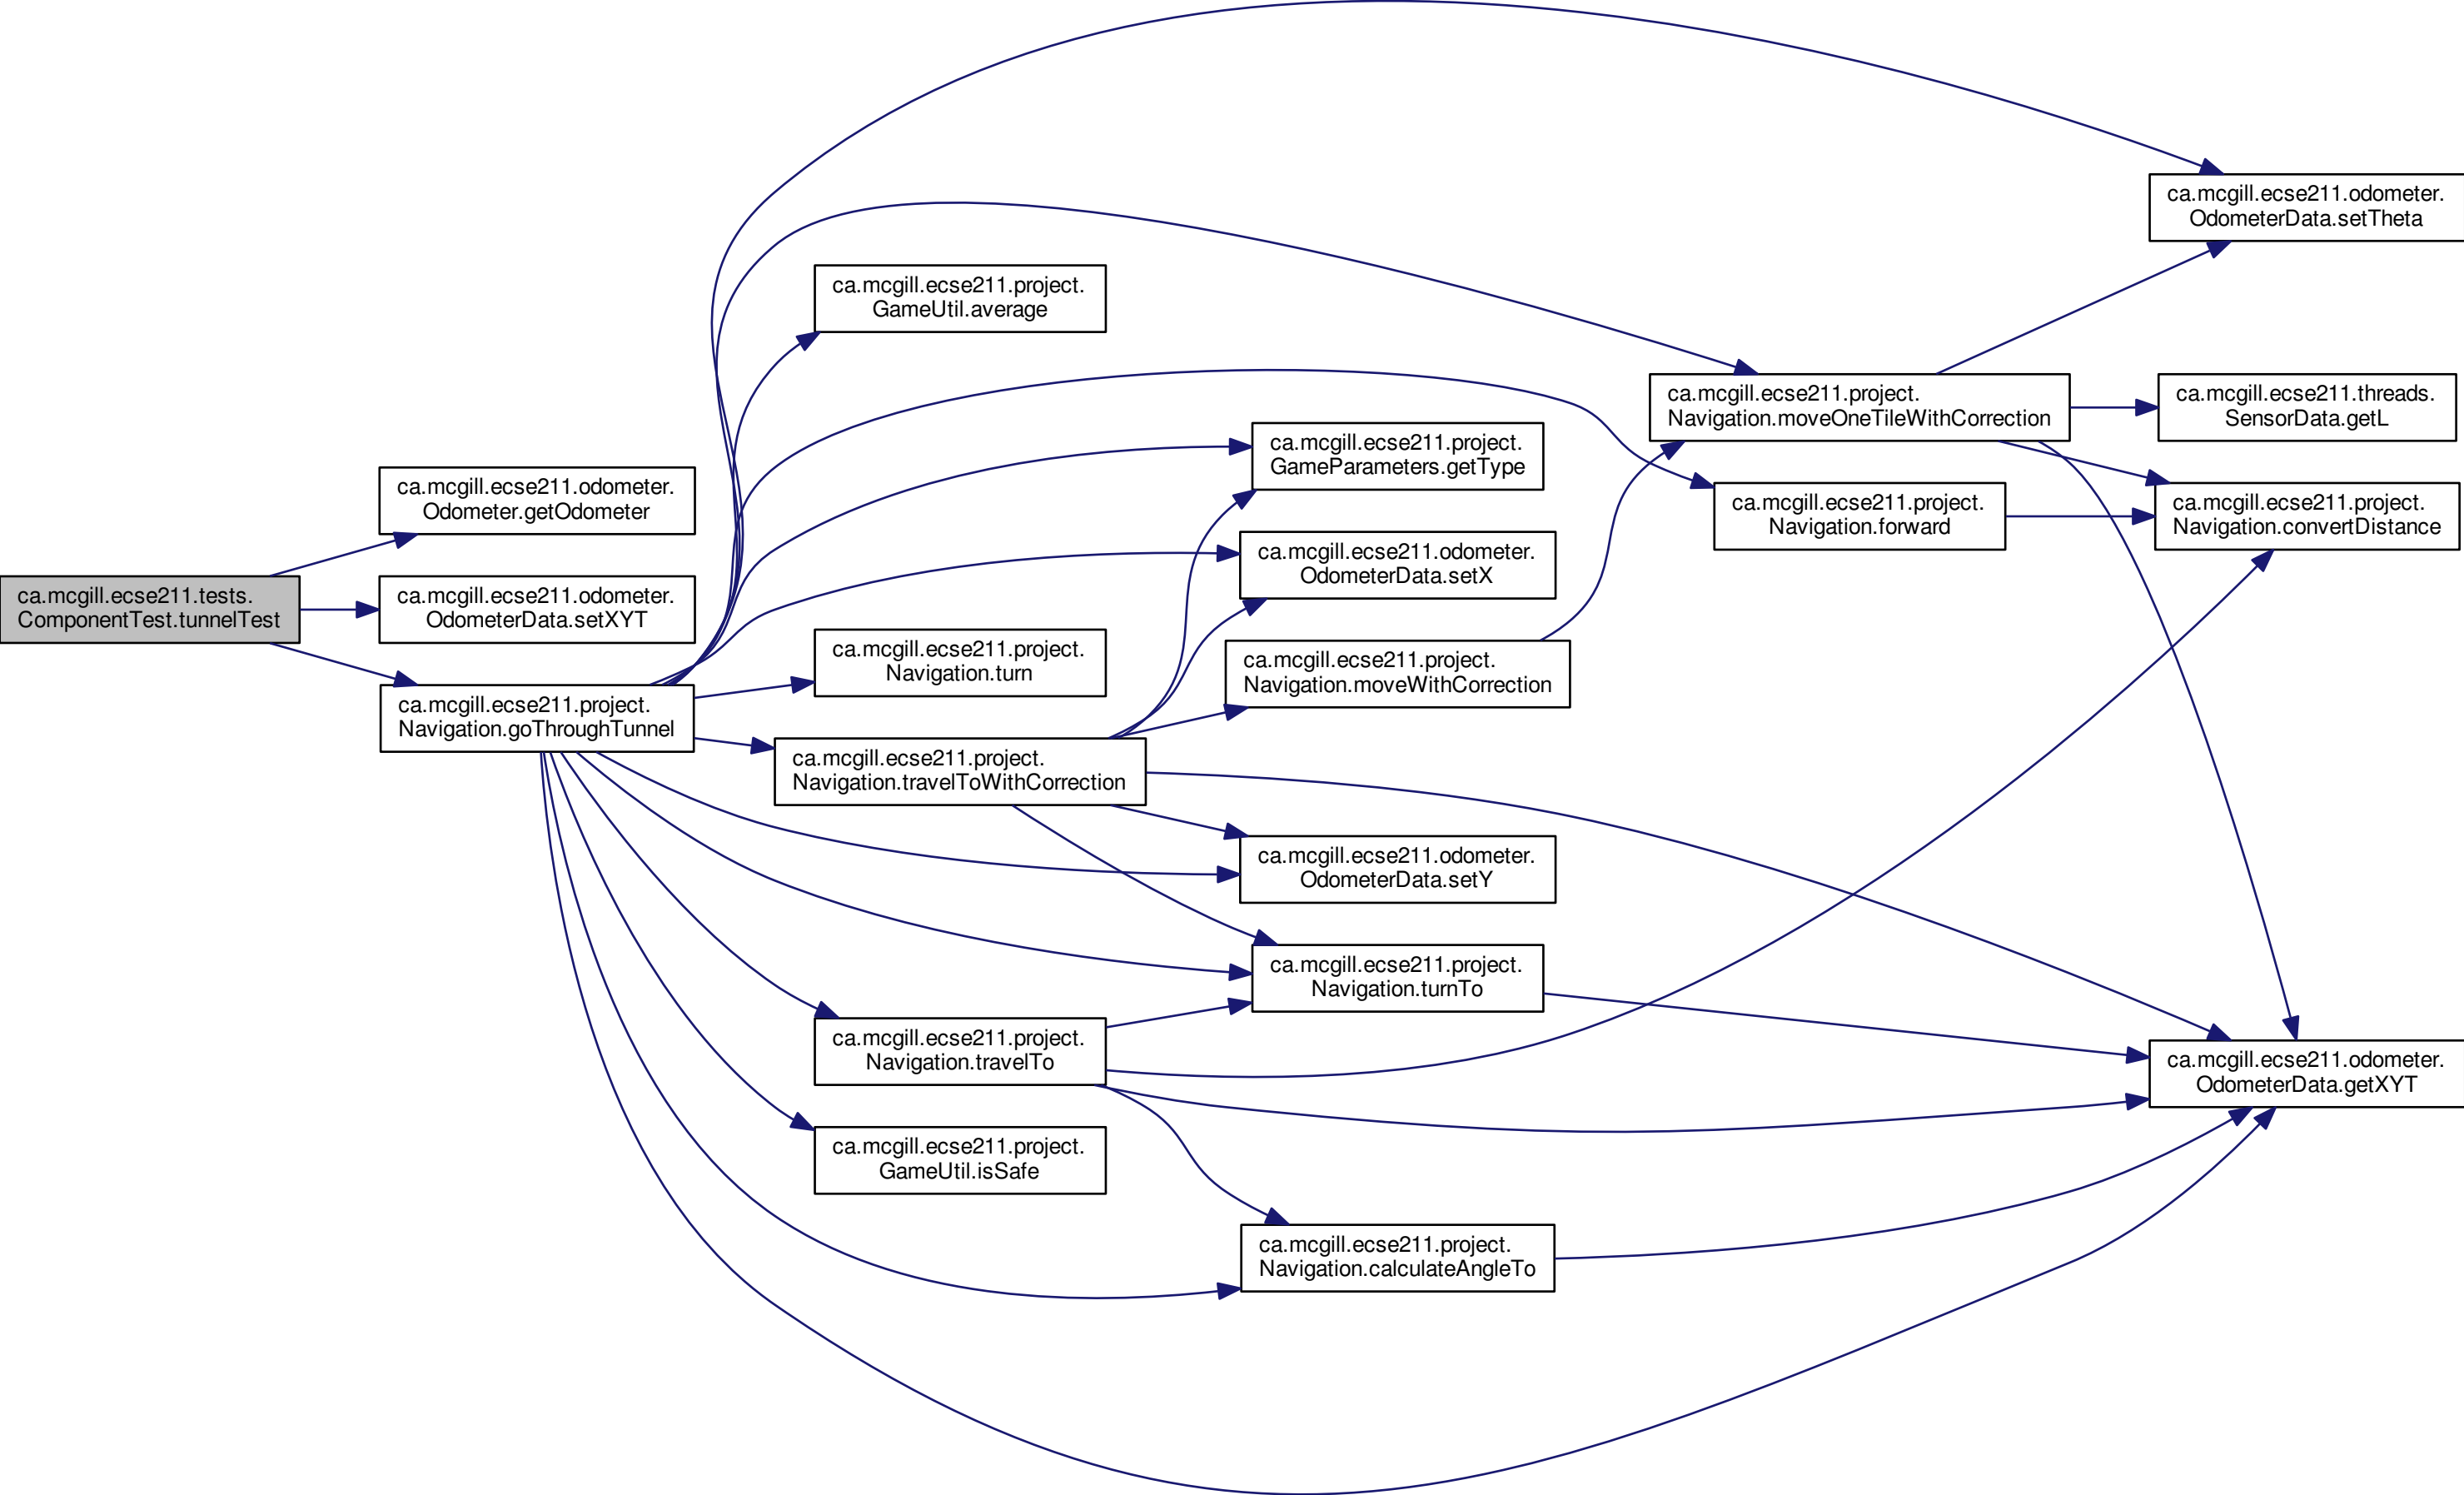 ca.mcgill.ecse211.tests.
ComponentTest.tunnelTest
ca.mcgill.ecse211.odometer.
Odometer.getOdometer
ca.mcgill.ecse211.odometer.
OdometerData.setXYT
ca.mcgill.ecse211.project.
Navigation.goThroughTunnel
ca.mcgill.ecse211.project.
GameUtil.average
ca.mcgill.ecse211.project.
Navigation.turn
ca.mcgill.ecse211.project.
Navigation.travelToWithCorrection
ca.mcgill.ecse211.project.
Navigation.travelTo
ca.mcgill.ecse211.project.
GameUtil.isSafe
ca.mcgill.ecse211.project.
GameParameters.getType
ca.mcgill.ecse211.odometer.
OdometerData.setX
ca.mcgill.ecse211.project.
Navigation.moveWithCorrection
ca.mcgill.ecse211.odometer.
OdometerData.setY
ca.mcgill.ecse211.project.
Navigation.turnTo
ca.mcgill.ecse211.project.
Navigation.calculateAngleTo
ca.mcgill.ecse211.project.
Navigation.moveOneTileWithCorrection
ca.mcgill.ecse211.project.
Navigation.forward
ca.mcgill.ecse211.odometer.
OdometerData.setTheta
ca.mcgill.ecse211.threads.
SensorData.getL
ca.mcgill.ecse211.project.
Navigation.convertDistance
ca.mcgill.ecse211.odometer.
OdometerData.getXYT